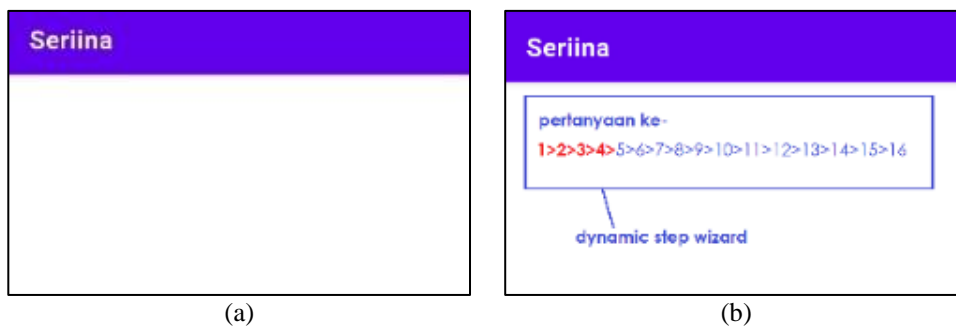 Seriina
Seriina
pertanyaan ke-
1>2>3>4>5>6>7>8>9>10>11>12>13>14>15>16
dynamic step wizard
(a)
(b)